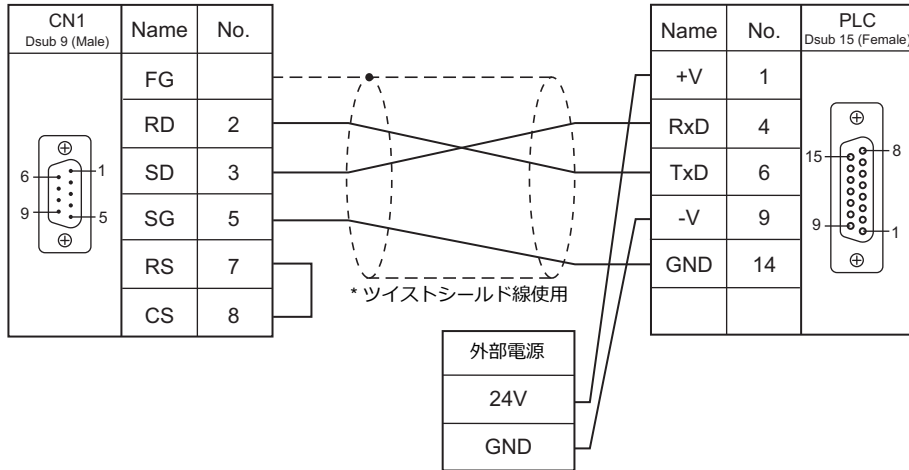 CN1
Dsub 9 (Male)
Name
No.
FG
RD
2
SD
3
SG
5
RS
7
CS
8
6
1
9
5
* ツイストシールド線使用
外部電源
24V
GND
Name
No.
PLC
Dsub 15 (Female)
+V
1
RxD
4
TxD
6
-V
9
GND
14
15
8
9
1